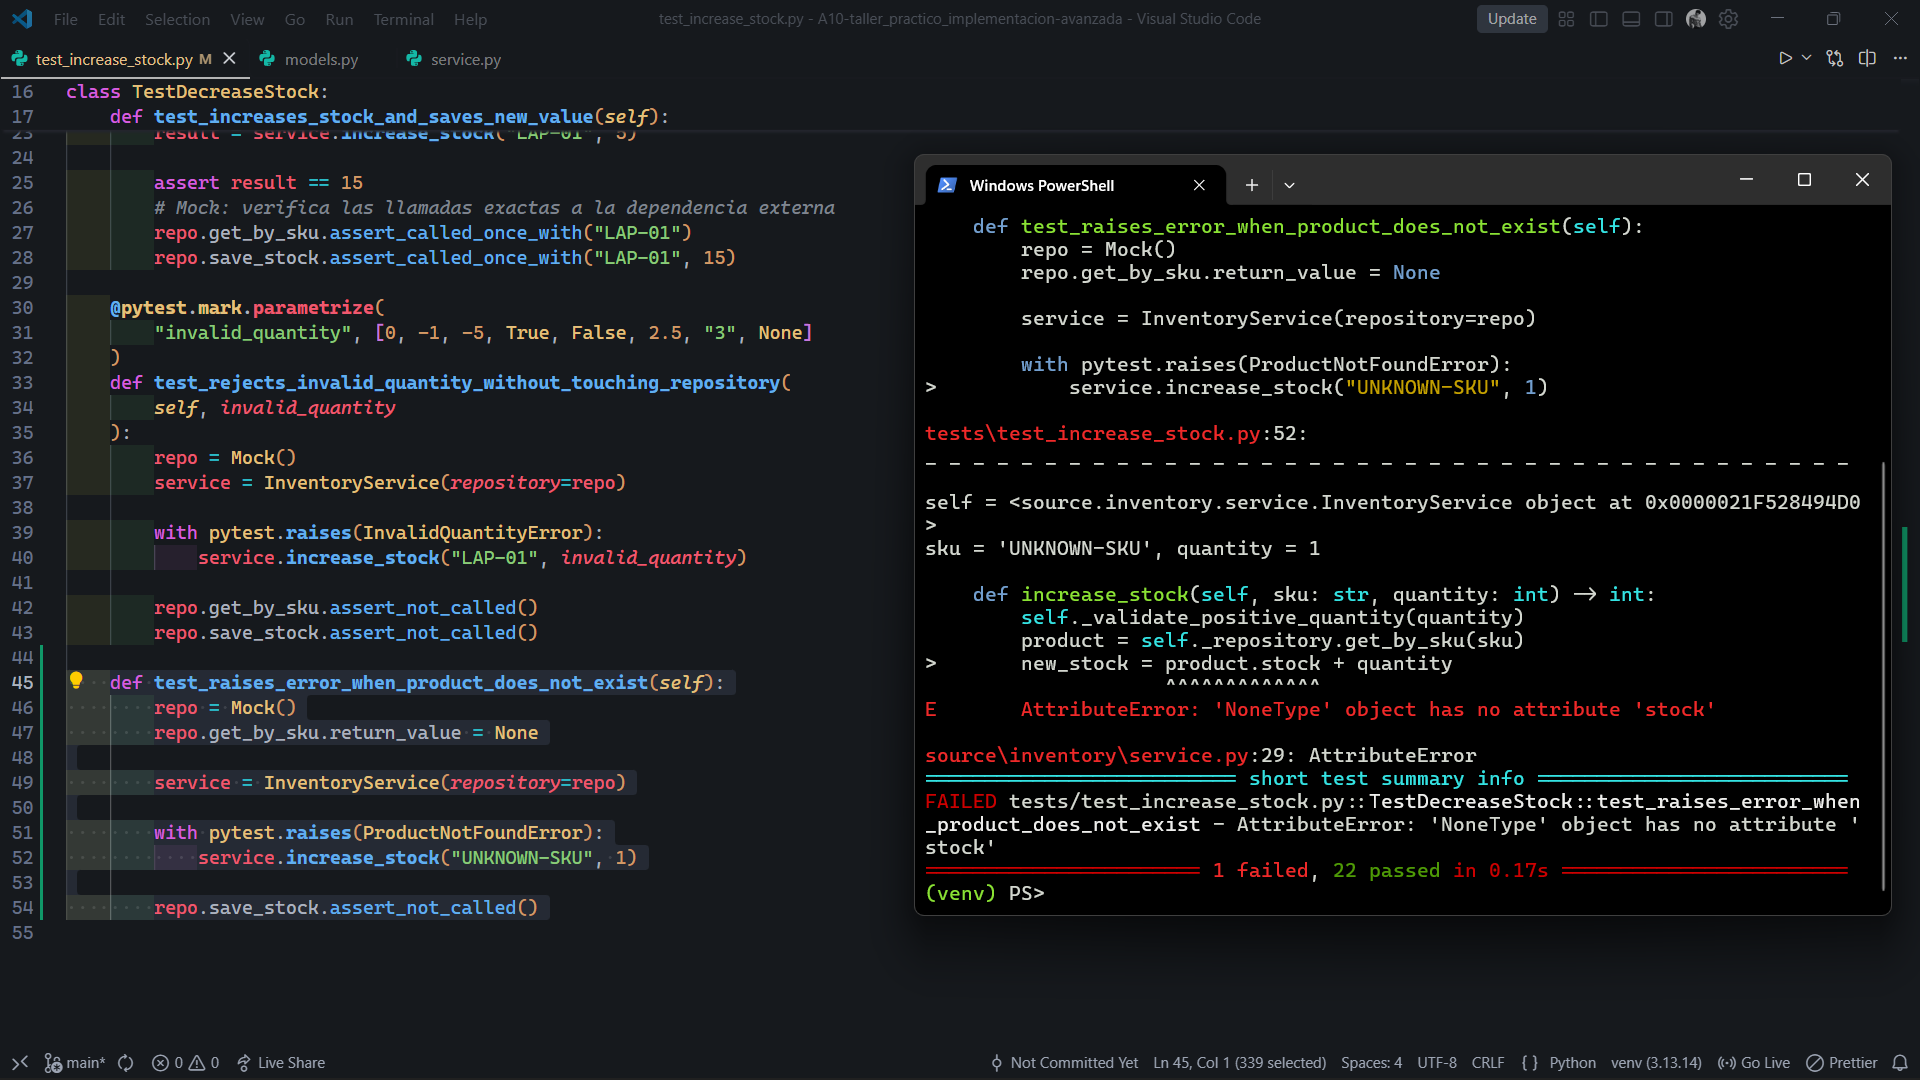 File Edit Selection View Go Run Terminal Help
test_increase_stock.py - A10-taller_practico_implementacion-avanzada - Visual Studio Code
Update
test_increase_stock.py M
models.py
service.py
16 class TestDecreaseStock:
17 def test_increases_stock_and_saves_new_value(self):
23 result = service.increase_stock("LAP-01", 5)
24
25 assert result == 15
26 # Mock: verifica las llamadas exactas a la dependencia externa
27 repo.get_by_sku.assert_called_once_with("LAP-01")
28 repo.save_stock.assert_called_once_with("LAP-01", 15)
29
30 @pytest.mark.parametrize(
31 "invalid_quantity", [0, -1, -5, True, False, 2.5, "3", None]
32 )
33 def test_rejects_invalid_quantity_without_touching_repository(
34 self, invalid_quantity
35 ):
36 repo = Mock()
37 service = InventoryService(repository=repo)
38
39 with pytest.raises(InvalidQuantityError):
40 service.increase_stock("LAP-01", invalid_quantity)
41
42 repo.get_by_sku.assert_not_called()
43 repo.save_stock.assert_not_called()
44
45 def test_raises_error_when_product_does_not_exist(self):
46 repo = Mock()
47 repo.get_by_sku.return_value = None
48
49 service = InventoryService(repository=repo)
50
51 with pytest.raises(ProductNotFoundError):
52 service.increase_stock("UNKNOWN-SKU", 1)
53
54 repo.save_stock.assert_not_called()
55
Windows PowerShell
def test_raises_error_when_product_does_not_exist(self):
repo = Mock()
repo.get_by_sku.return_value = None
service = InventoryService(repository=repo)
with pytest.raises(ProductNotFoundError):
> service.increase_stock("UNKNOWN-SKU", 1)
tests\test_increase_stock.py:52:
_ _ _ _ _ _ _ _ _ _ _ _ _ _ _ _ _ _ _ _ _ _ _ _ _ _ _ _ _ _ _ _ _ _ _ _ _ _ _
self = <source.inventory.service.InventoryService object at 0x0000021F528494D0
>
sku = 'UNKNOWN-SKU', quantity = 1
def increase_stock(self, sku: str, quantity: int) -> int:
self._validate_positive_quantity(quantity)
product = self._repository.get_by_sku(sku)
> new_stock = product.stock + quantity
^^^^^^^^^^^^^
E AttributeError: 'NoneType' object has no attribute 'stock'
source\inventory\service.py:29: AttributeError
========================== short test summary info ==========================
FAILED tests/test_increase_stock.py::TestDecreaseStock::test_raises_error_when
_product_does_not_exist - AttributeError: 'NoneType' object has no attribute '
stock'
======================= 1 failed, 22 passed in 0.17s ========================
(venv) PS>
main* 0 0 Live Share
Not Committed Yet Ln 45, Col 1 (339 selected) Spaces: 4 UTF-8 CRLF { } Python venv (3.13.14) Go Live Prettier